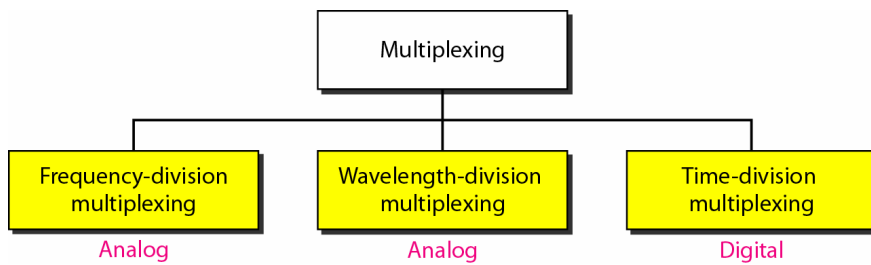 Multiplexing
Frequency-division
multiplexing
Wavelength-division
multiplexing
Time-division
multiplexing
Analog
Analog
Digital